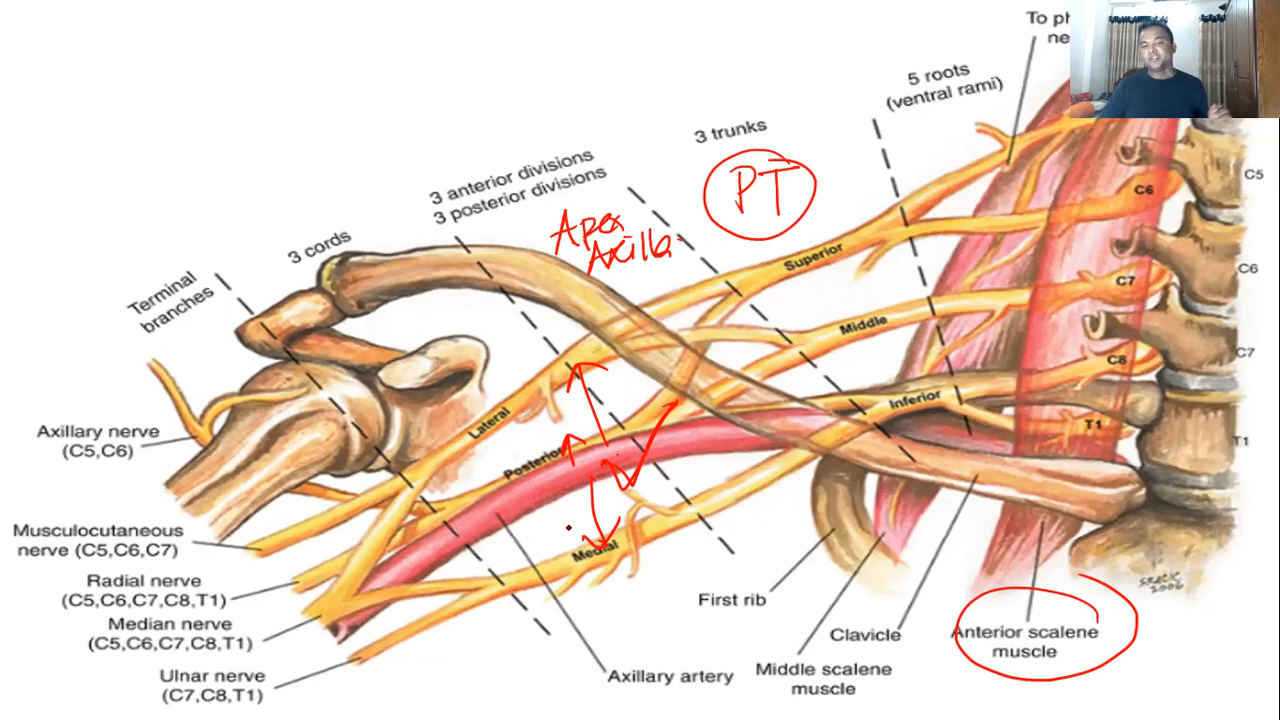 To ph
ne
5 roots
(ventral rami)
3 trunks
PT
3 anterior divisions
3 posterior divisions
Apex
Axilla
3 cords
Terminal
branches
C5
C6
C7
T1
C6
C7
C8
T1
Superior
Middle
Inferior
Lateral
Posterior
Medial
Axillary nerve
(C5,C6)
Musculocutaneous
nerve (C5,C6,C7)
Radial nerve
(C5,C6,C7,C8,T1)
Median nerve
(C5,C6,C7,C8,T1)
Ulnar nerve
(C7,C8,T1)
Axillary artery
First rib
Middle scalene
muscle
Clavicle
Anterior scalene
muscle
2006